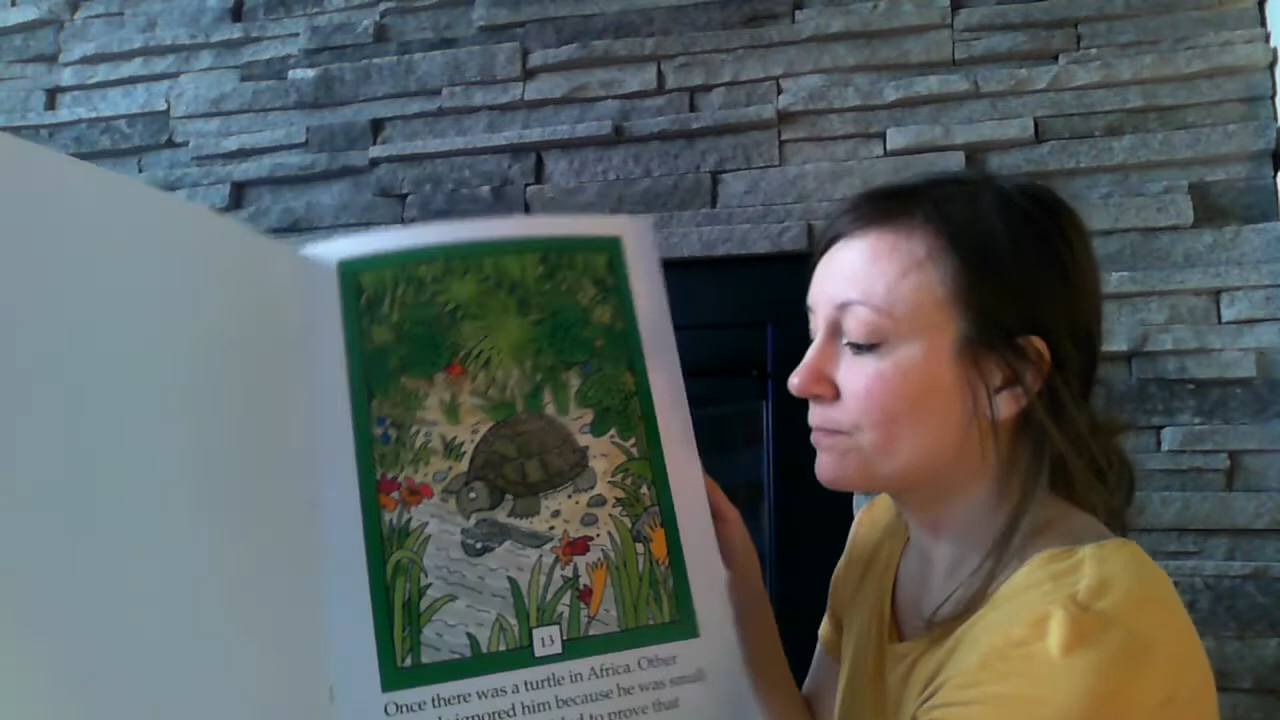 13
Once there was a turtle in Africa. Other
ignored him because he was small
to prove that